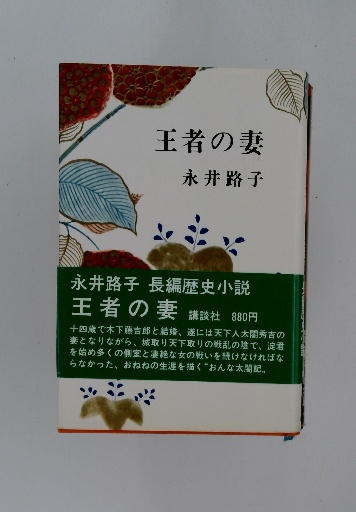 王者の妻
永井路子
永井路子 長編歴史小説
王者の妻 講談社 880円
十四歳で木下藤吉郎と結婚、遂には天下人太閤秀吉の
妻となりながら、城取り天下取りの戦乱の陰で、淀君
を始め多くの側室と凄絶な女の戦いを続けなければな
らなかった、おねねの生涯を描く“おんな太閤記〟